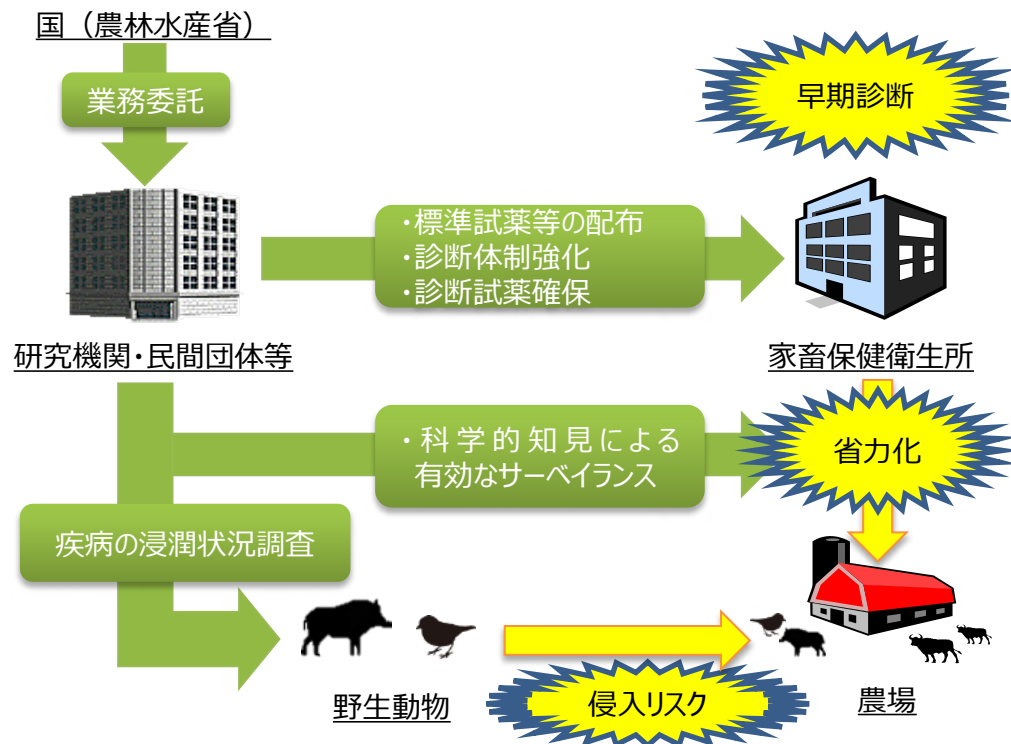 国（農林水産省）
業務委託
早期診断
・標準試薬等の配布
・診断体制強化
・診断試薬確保
研究機関・民間団体等
家畜保健衛生所
・科学的知見による
有効なサーベイランス
省力化
疾病の浸潤状況調査
野生動物
侵入リスク
農場